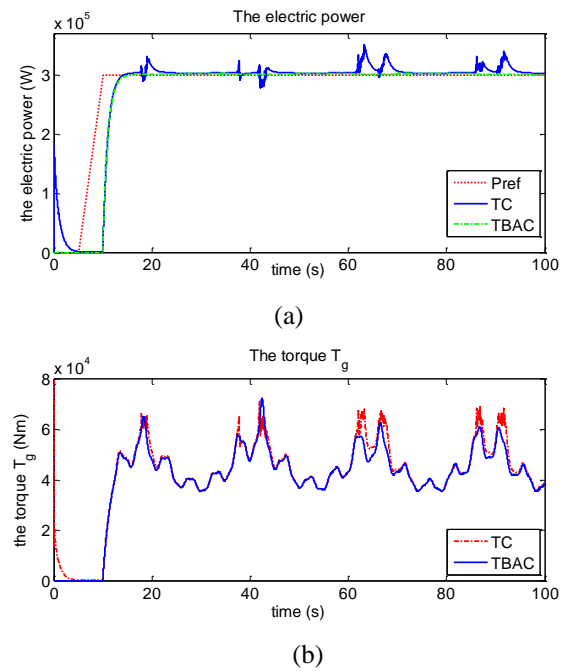 The electric power
x 10^5
the electric power (W)
3
2
1
0
0 20 40 60 80 100
time (s)
Pref
TC
TBAC
(a)
The torque T_g
x 10^4
the torque T_g (Nm)
8
6
4
2
0
0 20 40 60 80 100
time (s)
TC
TBAC
(b)